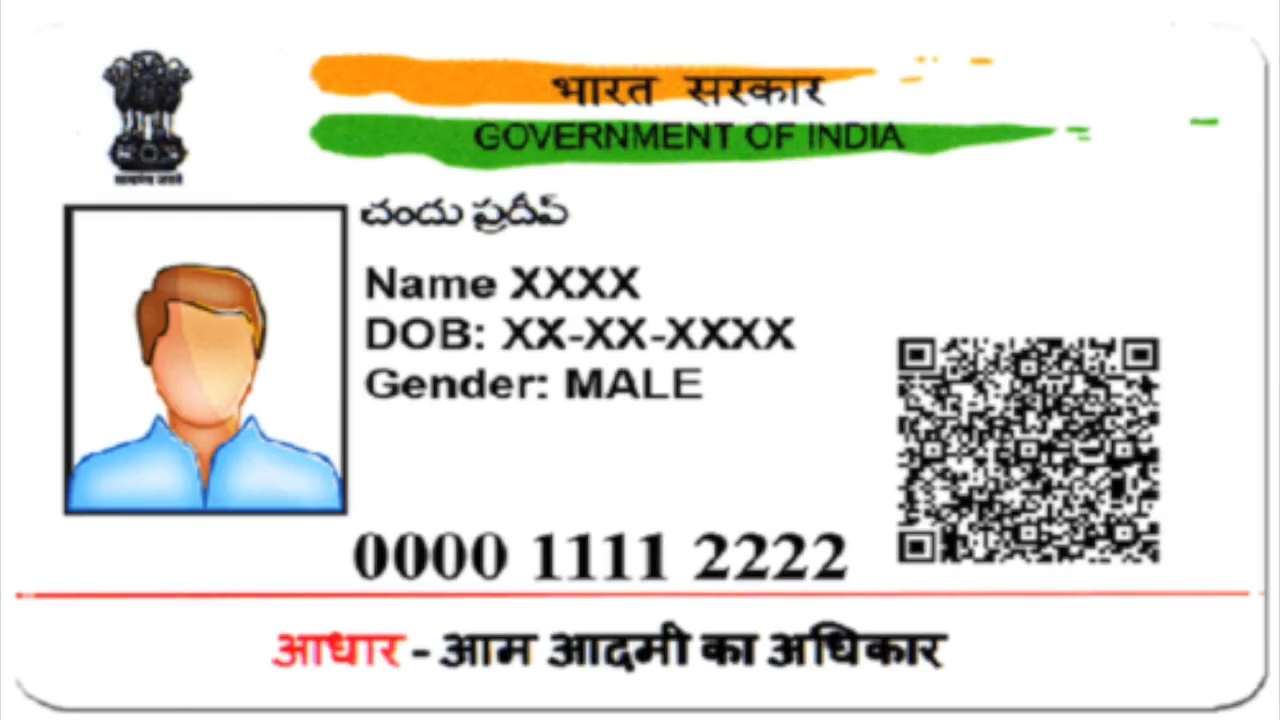 भारत सरकार
GOVERNMENT OF INDIA
చందు ప్రదీప్
Name XXXX
DOB: XX-XX-XXXX
Gender: MALE
0000 1111 2222
आधार - आम आदमी का अधिकार